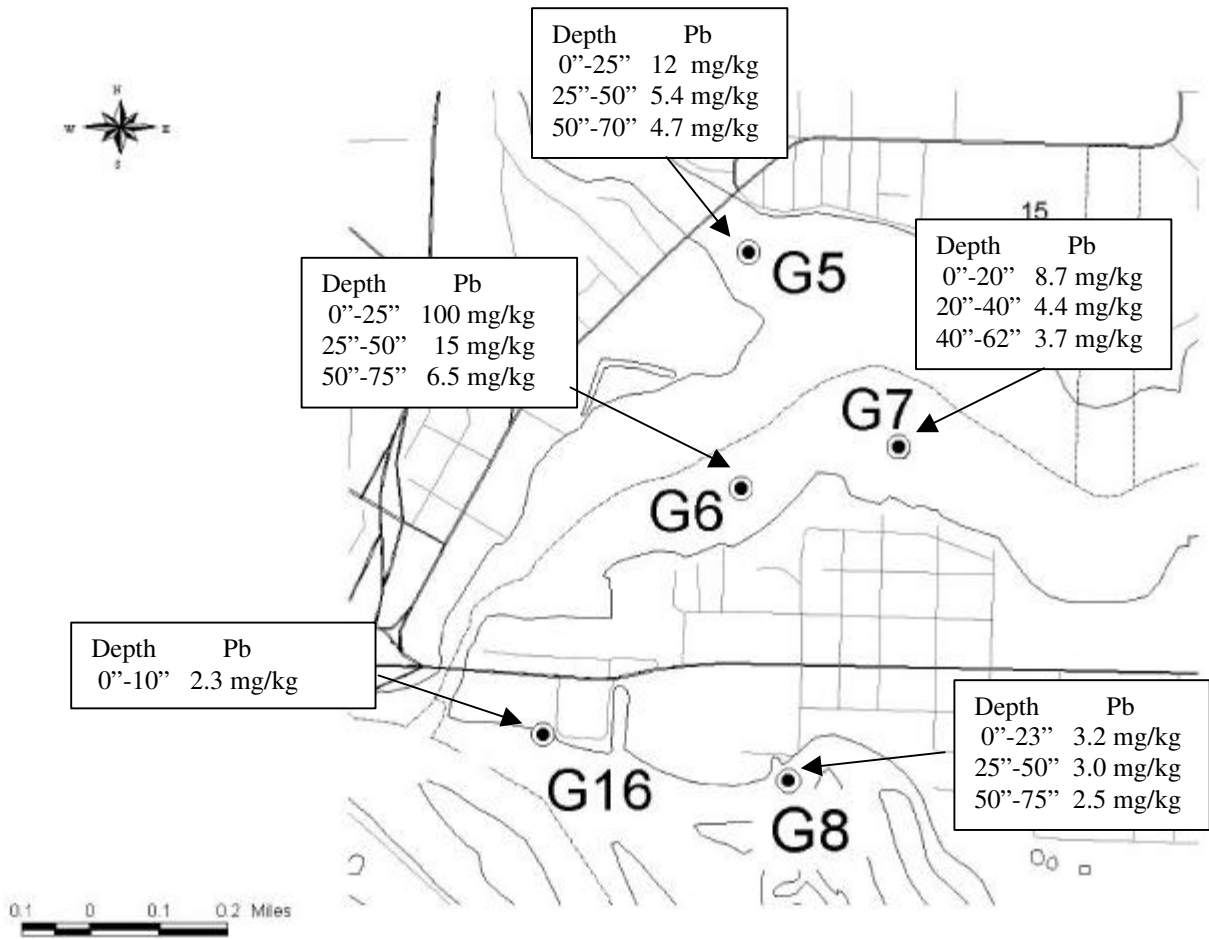 Depth Pb
0”-25” 12 mg/kg
25”-50” 5.4 mg/kg
50”-70” 4.7 mg/kg
N
W E
S
15
G5
Depth Pb
0”-20” 8.7 mg/kg
20”-40” 4.4 mg/kg
40”-62” 3.7 mg/kg
Depth Pb
0”-25” 100 mg/kg
25”-50” 15 mg/kg
50”-75” 6.5 mg/kg
G7
G6
Depth Pb
0”-10” 2.3 mg/kg
Depth Pb
0”-23” 3.2 mg/kg
25”-50” 3.0 mg/kg
50”-75” 2.5 mg/kg
G16
G8
0.1 0 0.1 0.2 Miles